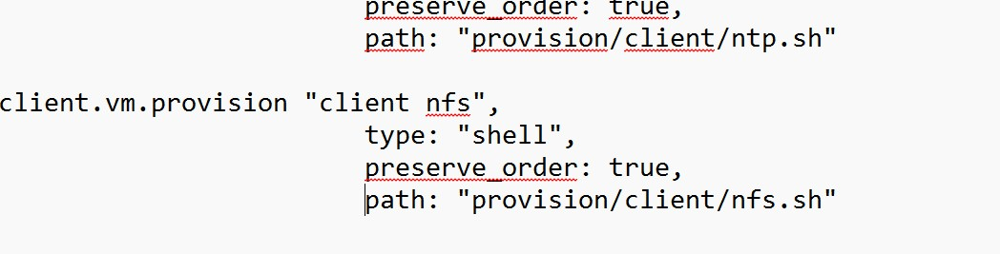 preserve_order: true,
path: "provision/client/ntp.sh"
client.vm.provision "client nfs",
type: "shell",
preserve_order: true,
path: "provision/client/nfs.sh"